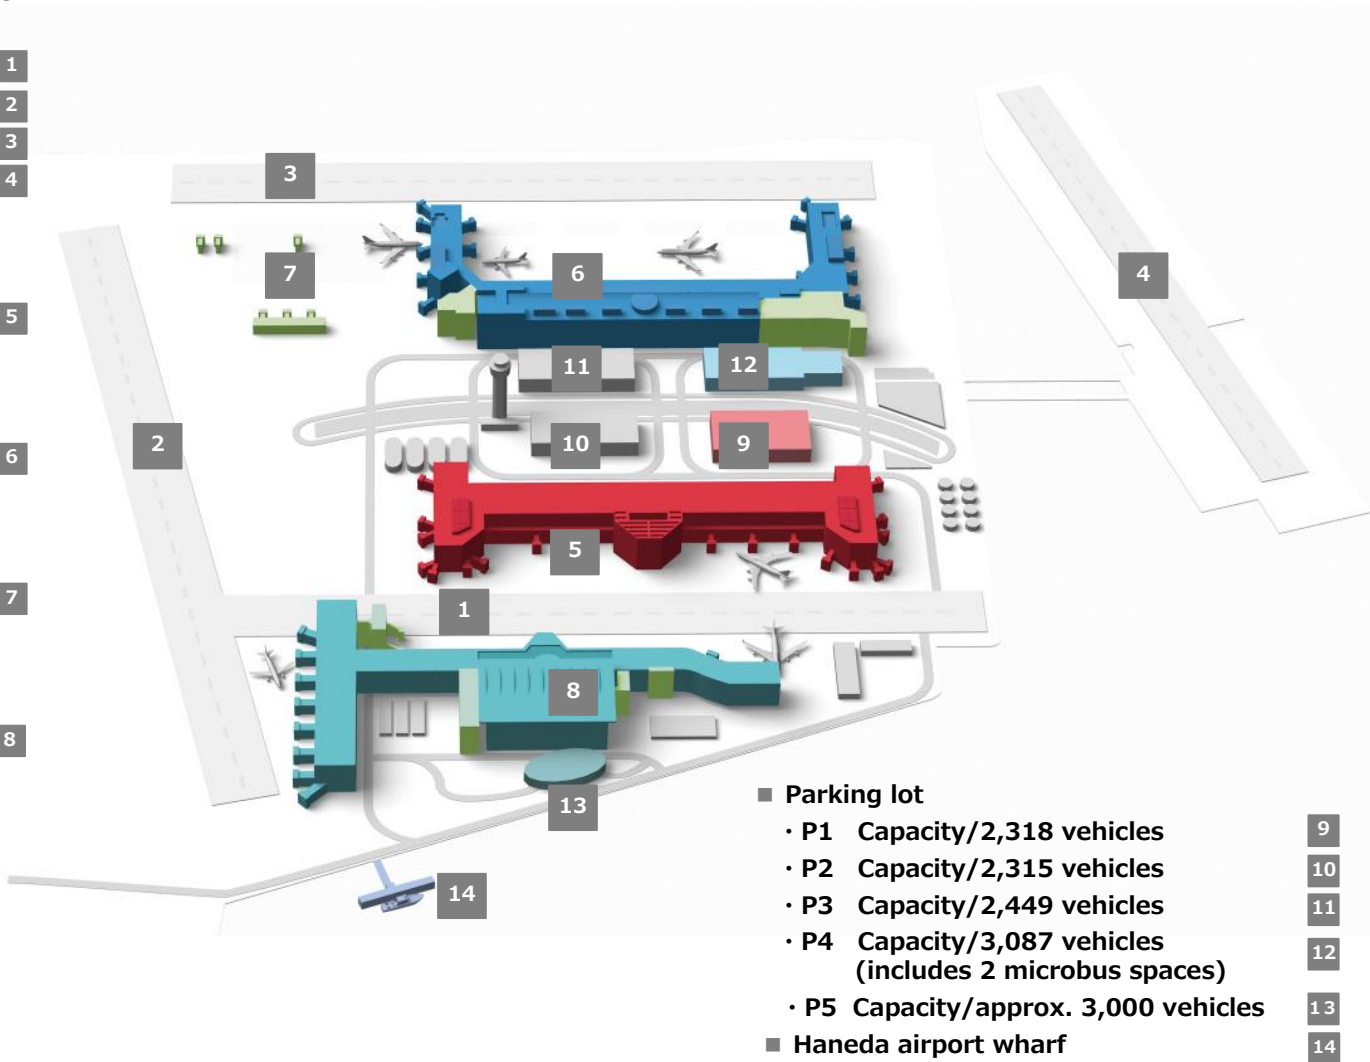 1
2
3
4
5
6
7
8
3
7
6
4
11
12
2
10
9
5
1
8
13
14
■ Parking lot
・P1 Capacity/2,318 vehicles 9
・P2 Capacity/2,315 vehicles 10
・P3 Capacity/2,449 vehicles 11
・P4 Capacity/3,087 vehicles 12
(includes 2 microbus spaces)
・P5 Capacity/approx. 3,000 vehicles 13
■ Haneda airport wharf 14